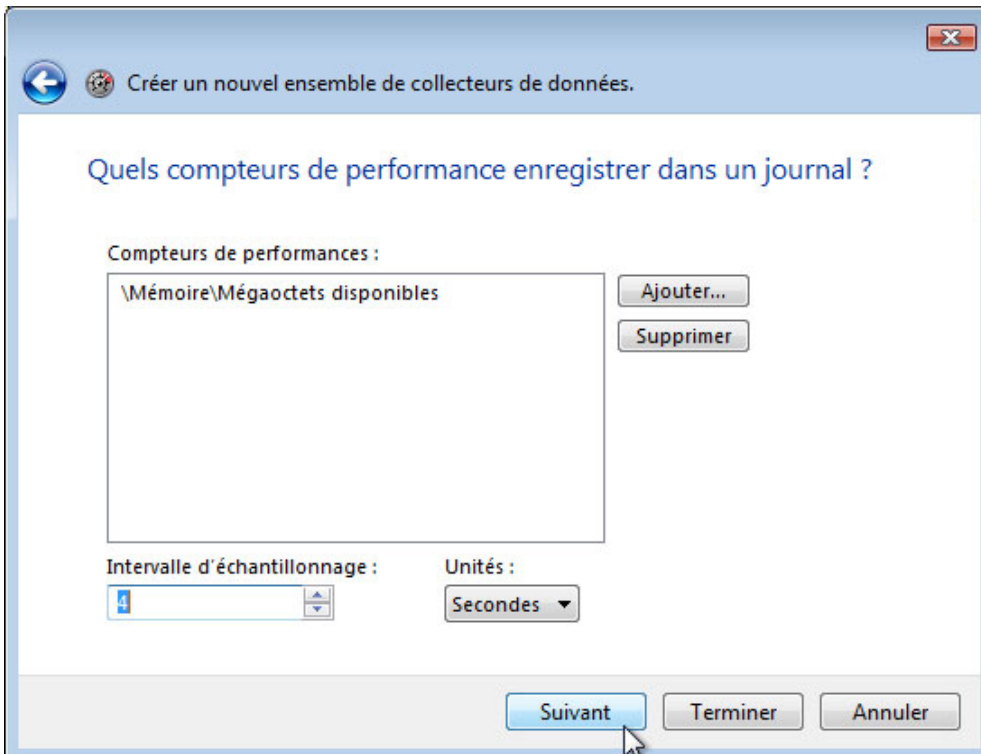 Créer un nouvel ensemble de collecteurs de données.
Quels compteurs de performance enregistrer dans un journal ?
Compteurs de performances :
\Mémoire\Mégaoctets disponibles
Ajouter...
Supprimer
Intervalle d'échantillonnage :
Unités :
4
Secondes
Suivant
Terminer
Annuler